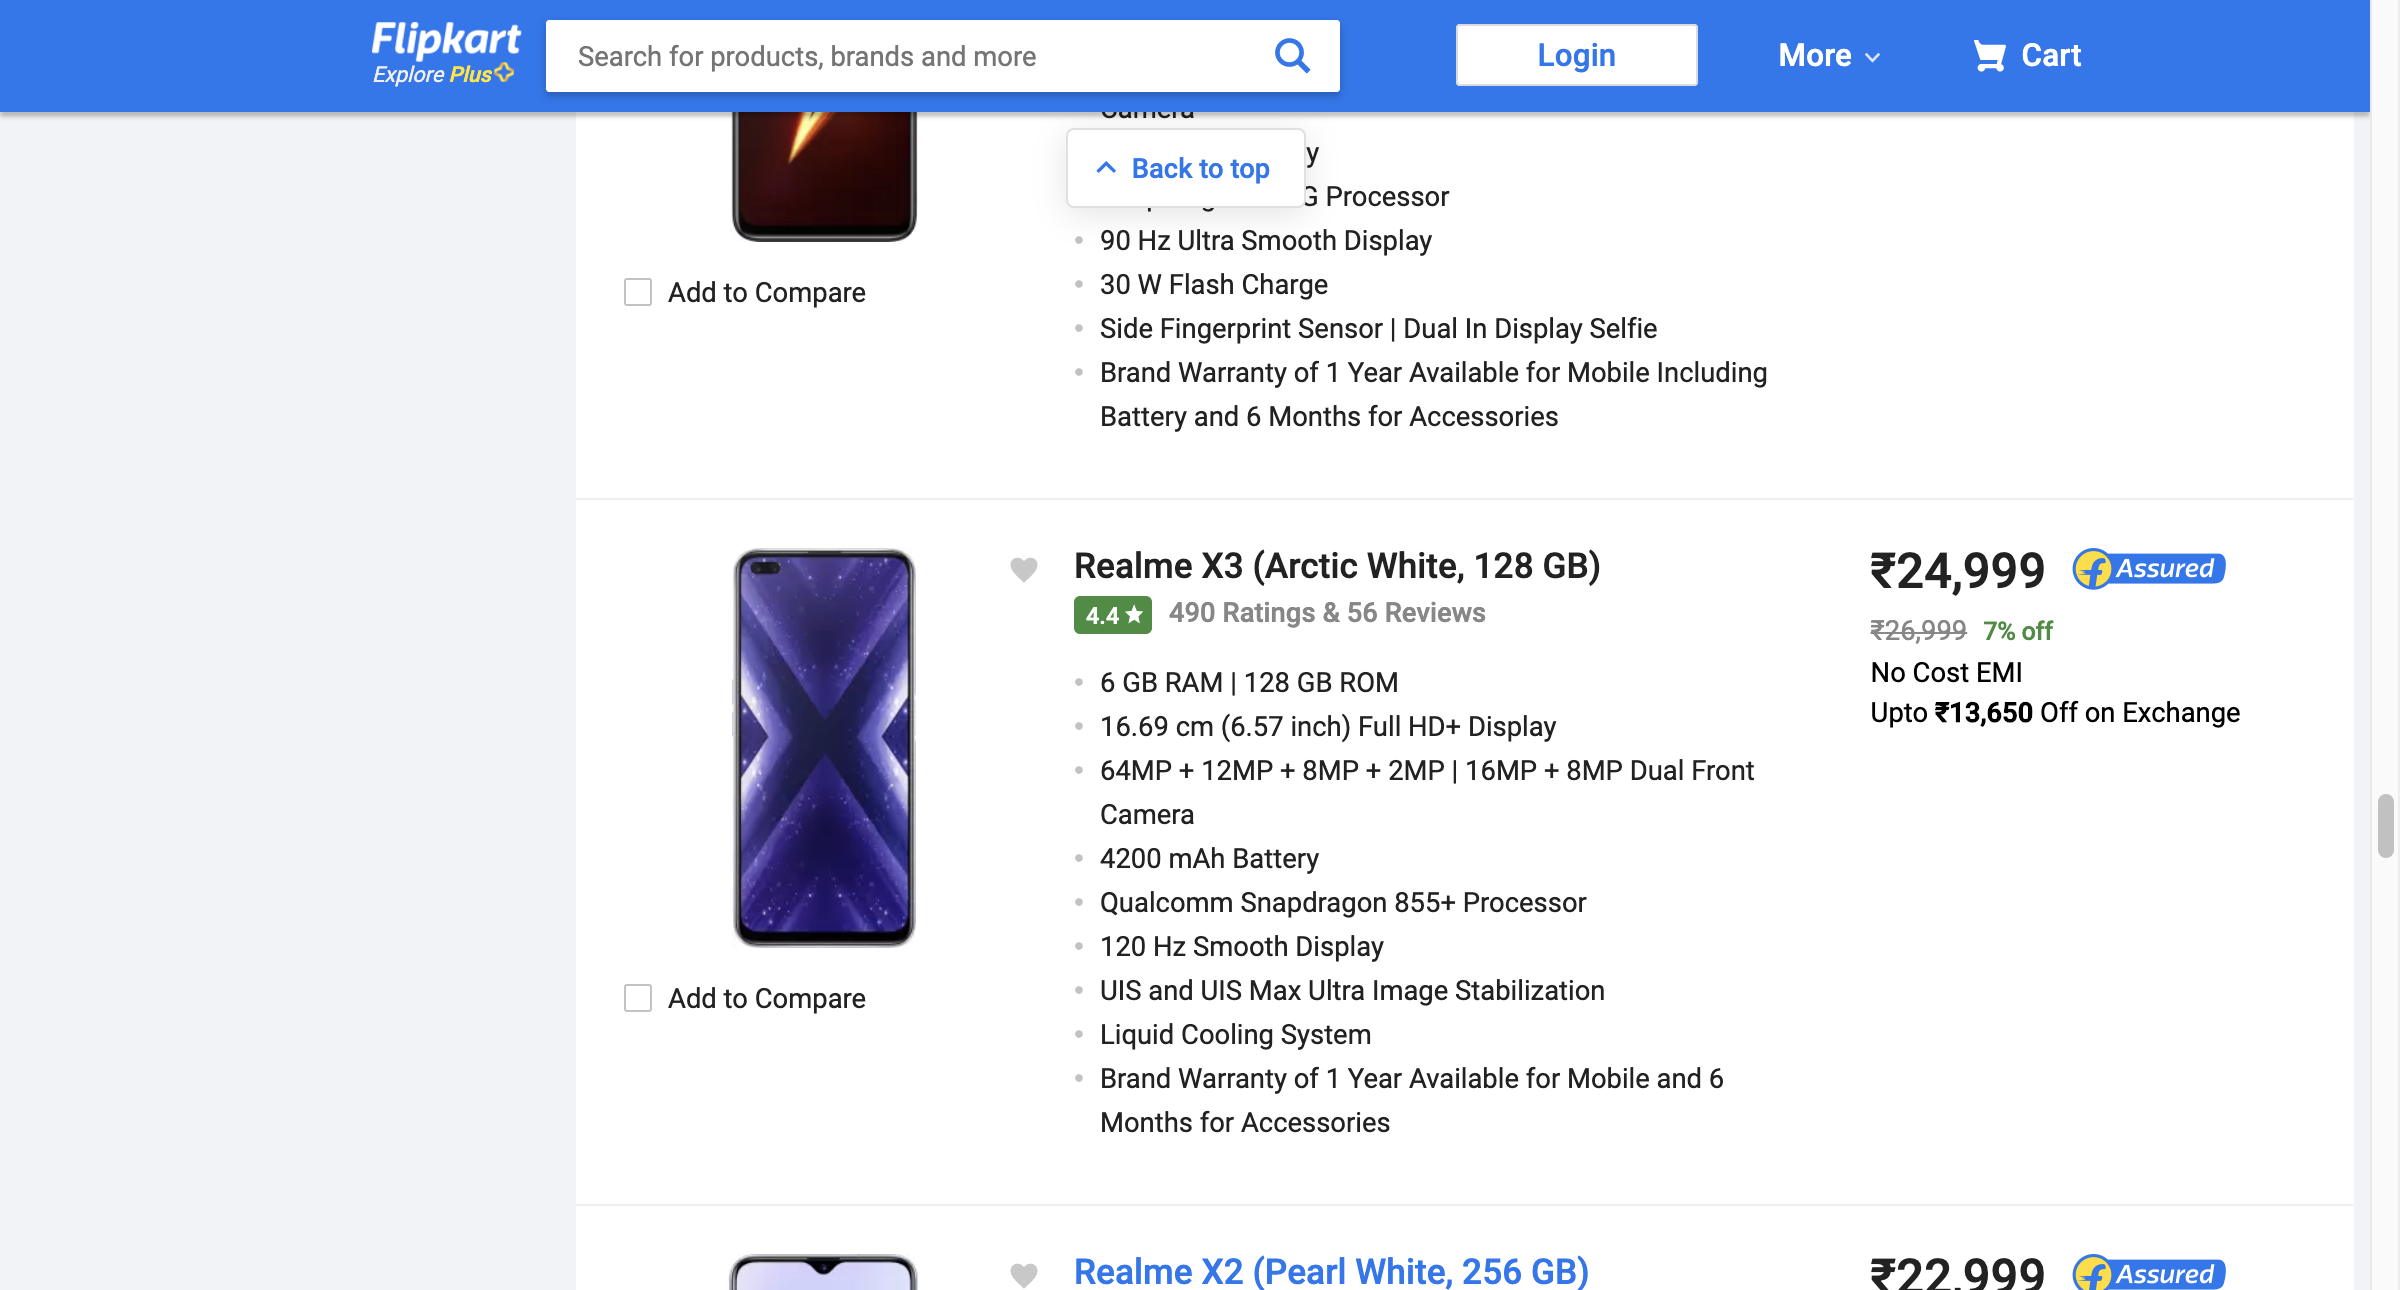 Flipkart
Explore Plus
Search for products, brands and more
Login
More
Cart
Camera
Back to top
y
G Processor
90 Hz Ultra Smooth Display
30 W Flash Charge
Side Fingerprint Sensor | Dual In Display Selfie
Brand Warranty of 1 Year Available for Mobile Including
Battery and 6 Months for Accessories
Add to Compare
Realme X3 (Arctic White, 128 GB)
4.4★ 490 Ratings & 56 Reviews
6 GB RAM | 128 GB ROM
16.69 cm (6.57 inch) Full HD+ Display
64MP + 12MP + 8MP + 2MP | 16MP + 8MP Dual Front
Camera
4200 mAh Battery
Qualcomm Snapdragon 855+ Processor
120 Hz Smooth Display
UIS and UIS Max Ultra Image Stabilization
Liquid Cooling System
Brand Warranty of 1 Year Available for Mobile and 6
Months for Accessories
Add to Compare
₹24,999 f Assured
₹26,999 7% off
No Cost EMI
Upto ₹13,650 Off on Exchange
Realme X2 (Pearl White, 256 GB)
₹22,999 f Assured